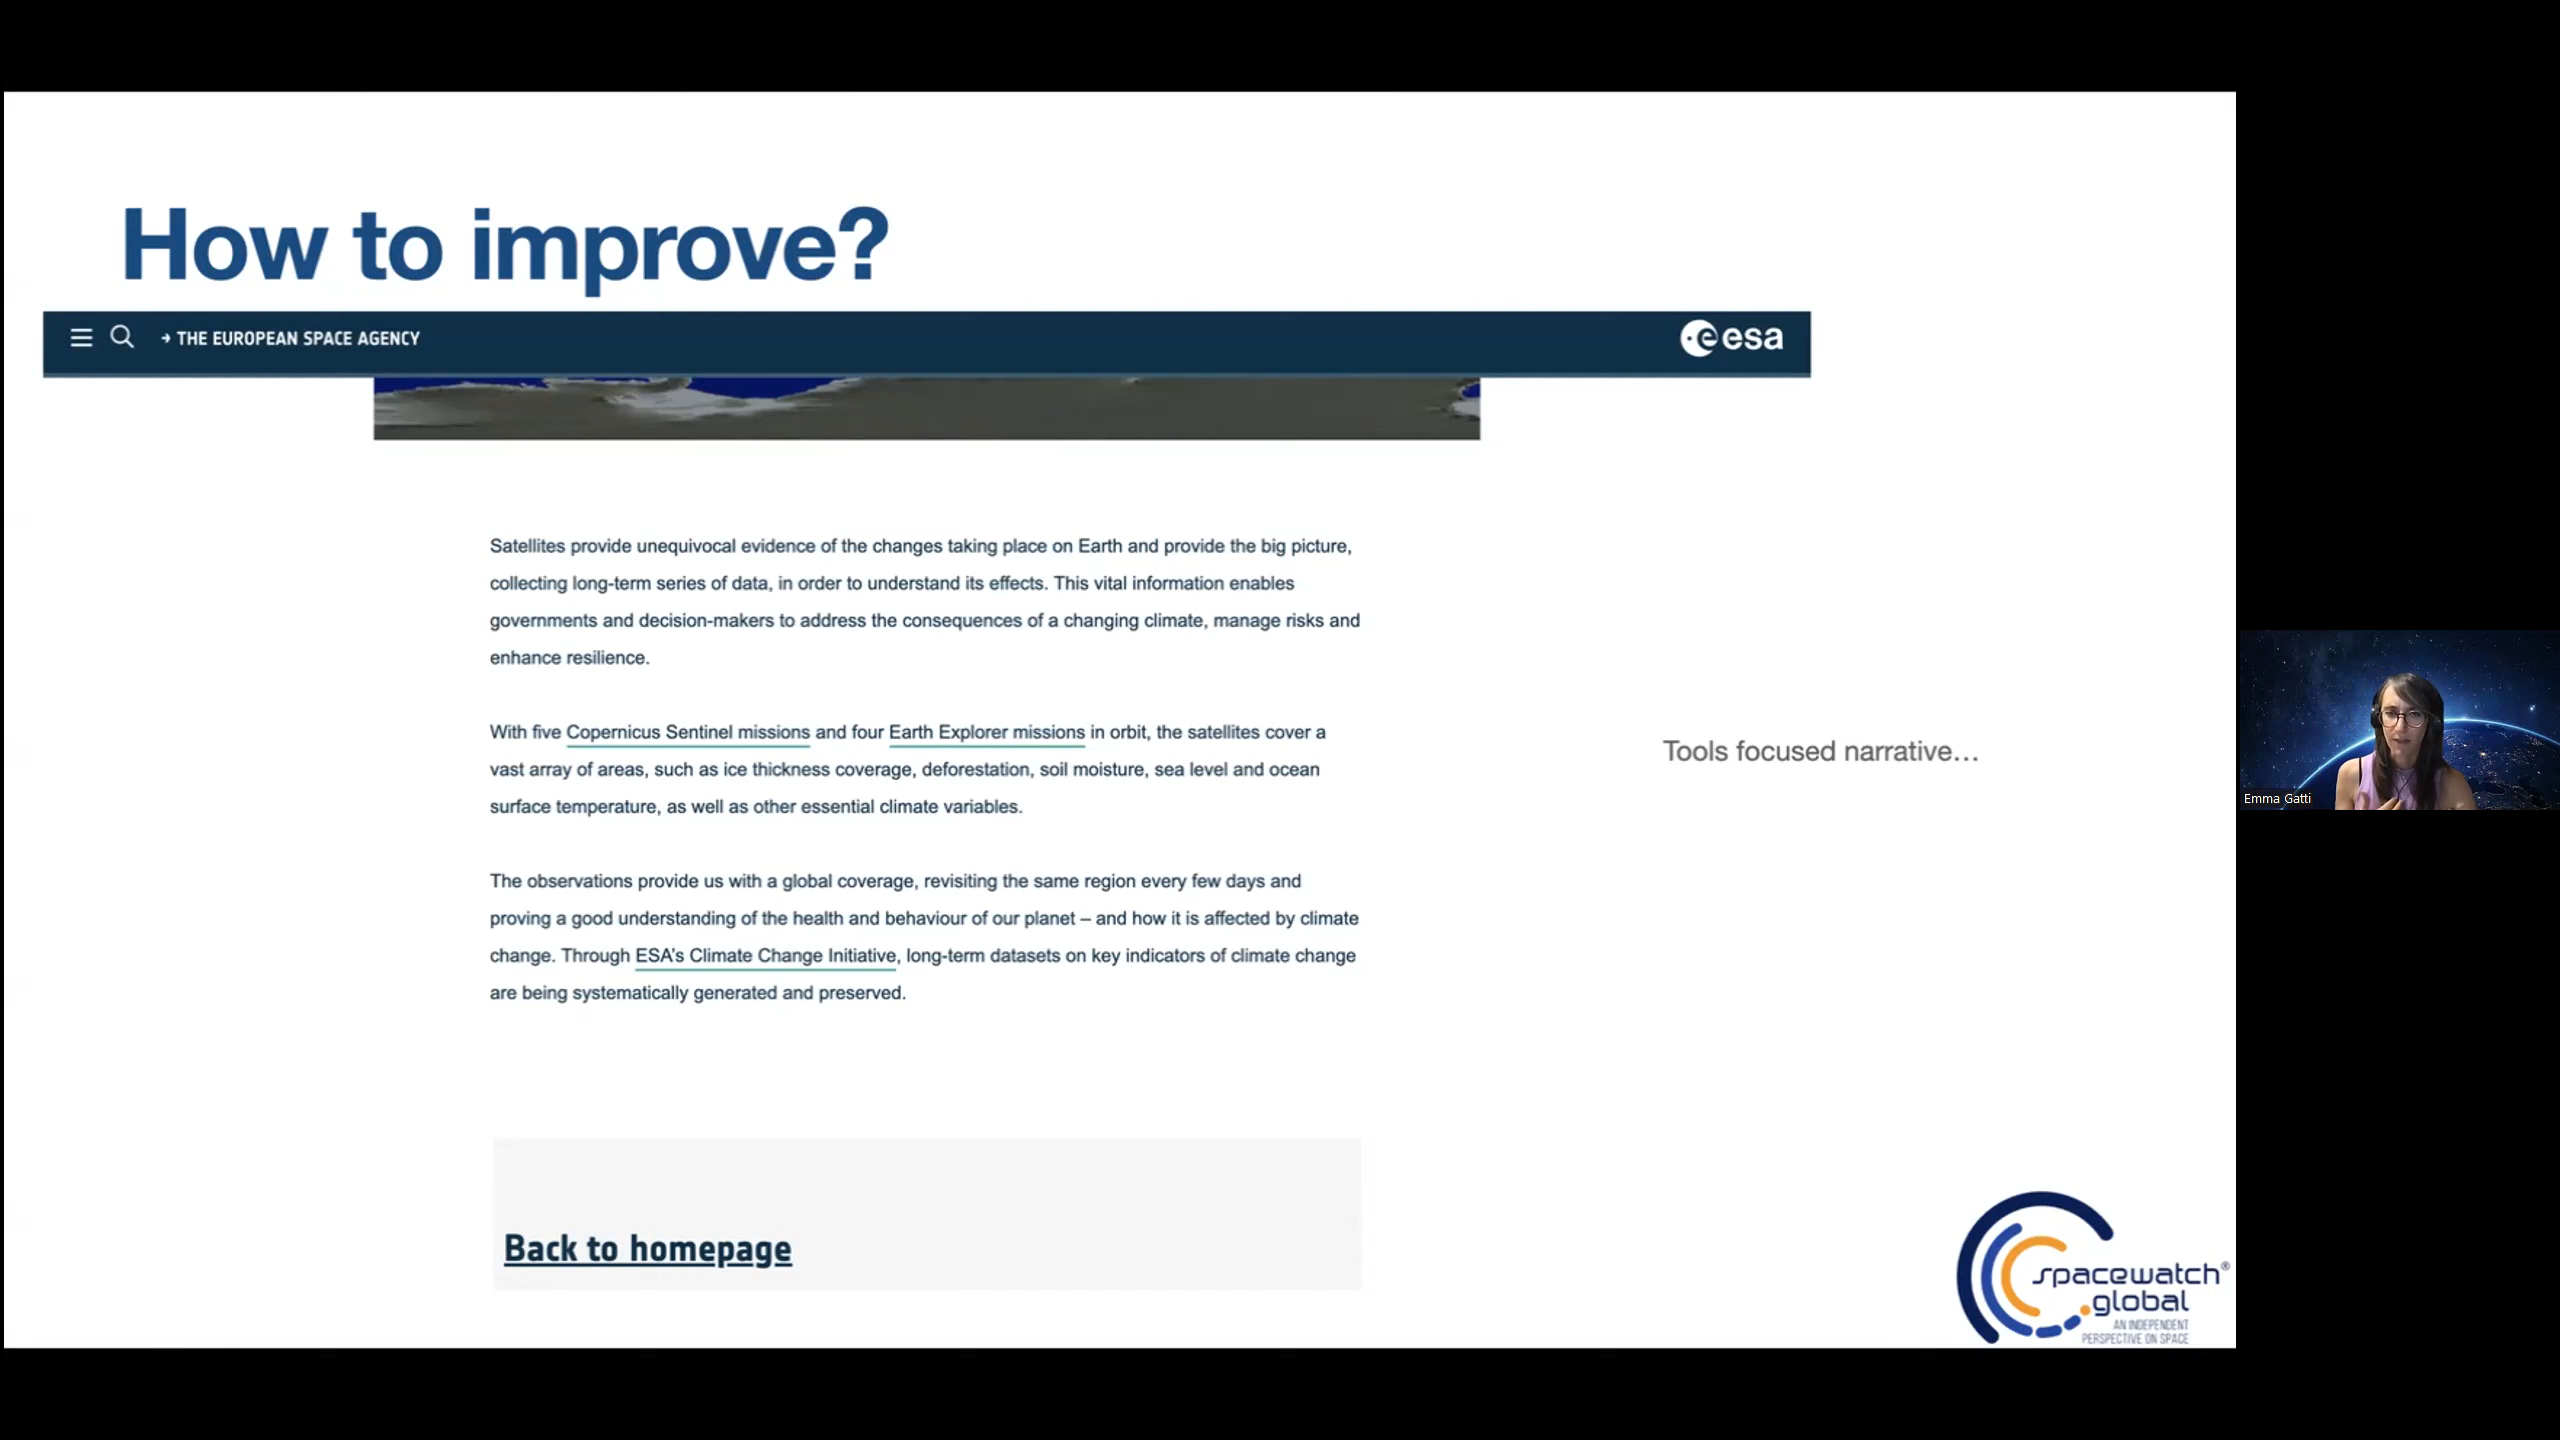 How to improve?
→ THE EUROPEAN SPACE AGENCY
esa
Satellites provide unequivocal evidence of the changes taking place on Earth and provide the big picture,
collecting long-term series of data, in order to understand its effects. This vital information enables
governments and decision-makers to address the consequences of a changing climate, manage risks and
enhance resilience.
With five Copernicus Sentinel missions and four Earth Explorer missions in orbit, the satellites cover a
vast array of areas, such as ice thickness coverage, deforestation, soil moisture, sea level and ocean
surface temperature, as well as other essential climate variables.
The observations provide us with a global coverage, revisiting the same region every few days and
proving a good understanding of the health and behaviour of our planet – and how it is affected by climate
change. Through ESA's Climate Change Initiative, long-term datasets on key indicators of climate change
are being systematically generated and preserved.
Back to homepage
Tools focused narrative…
Emma Gatti
spacewatch®
.global
AN INDEPENDENT
PERSPECTIVE ON SPACE